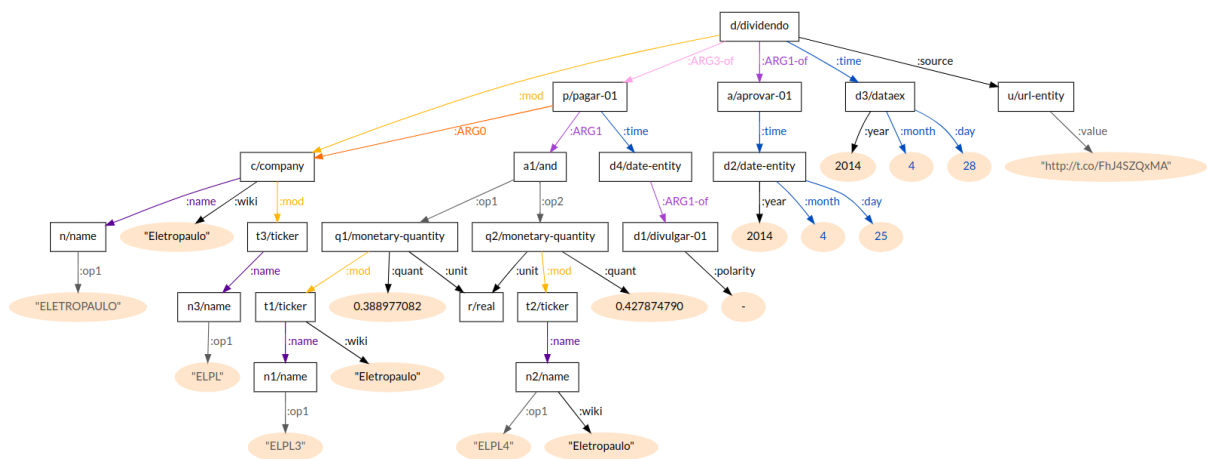 d/dividendo
:mod :ARG3-of :ARG1-of :time :source
p/pagar-01 a/aprovar-01 d3/dataex u/url-entity
:ARG0 :ARG1 :time :time :year :month :day :value
c/company a1/and d4/date-entity d2/date-entity 2014 4 28 "http://t.co/FhJ4SZQxMA"
:name :wiki :mod :op1 :op2 :ARG1-of :year :month :day
n/name "Eletropaulo" t3/ticker q1/monetary-quantity q2/monetary-quantity d1/divulgar-01 2014 4 25
:op1 :name :mod :quant :unit :unit :mod :quant :polarity
"ELETROPAULO" n3/name t1/ticker 0.388977082 r/real t2/ticker 0.427874790 -
:op1 :name :wiki :name
"ELPL" n1/name "Eletropaulo" n2/name
:op1 :op1 :wiki
"ELPL3" "ELPL4" "Eletropaulo"